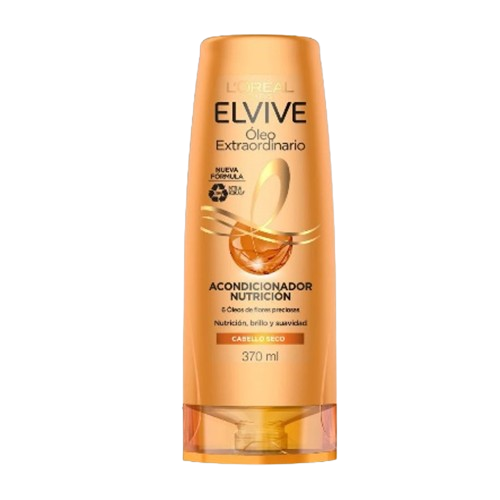 L'ORÉAL
ELVIVE
Óleo
Extraordinario
NUEVA
FÓRMULA
ACONDICIONADOR
NUTRICIÓN
6 Óleos de flores preciosas
Nutrición, brillo y suavidad
CABELLO SECO
370 ml